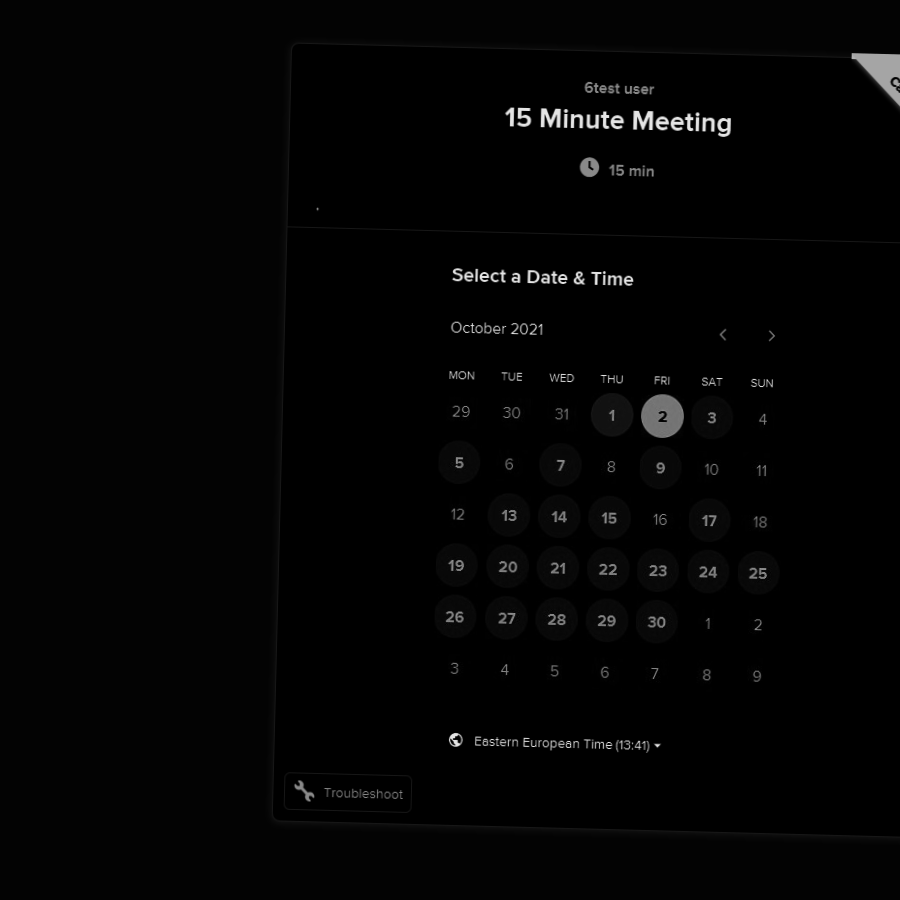 6test user
15 Minute Meeting
15 min
Select a Date & Time
October 2021
MON TUE WED THU FRI SAT SUN
29 30 31 1 2 3 4
5 6 7 8 9 10 11
12 13 14 15 16 17 18
19 20 21 22 23 24 25
26 27 28 29 30 1 2
3 4 5 6 7 8 9
Eastern European Time (13:41)
Troubleshoot